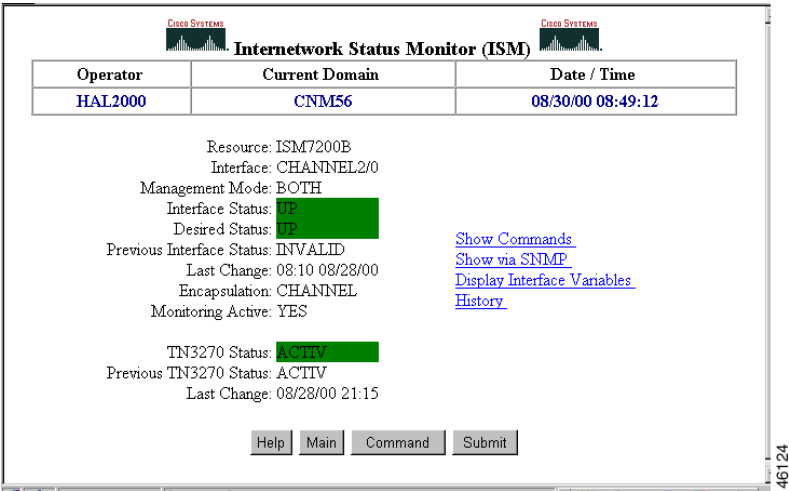 CISCO SYSTEMS
CISCO SYSTEMS
Internetwork Status Monitor (ISM)
Operator Current Domain Date / Time
HAL2000 CNM56 08/30/00 08:49:12
Resource: ISM7200B
Interface: CHANNEL2/0
Management Mode: BOTH
Interface Status: UP
Desired Status: UP
Previous Interface Status: INVALID
Last Change: 08:10 08/28/00
Encapsulation: CHANNEL
Monitoring Active: YES
Show Commands
Show via SNMP
Display Interface Variables
History
TN3270 Status: ACTIV
Previous TN3270 Status: ACTIV
Last Change: 08/28/00 21:15
Help Main Command Submit
46124